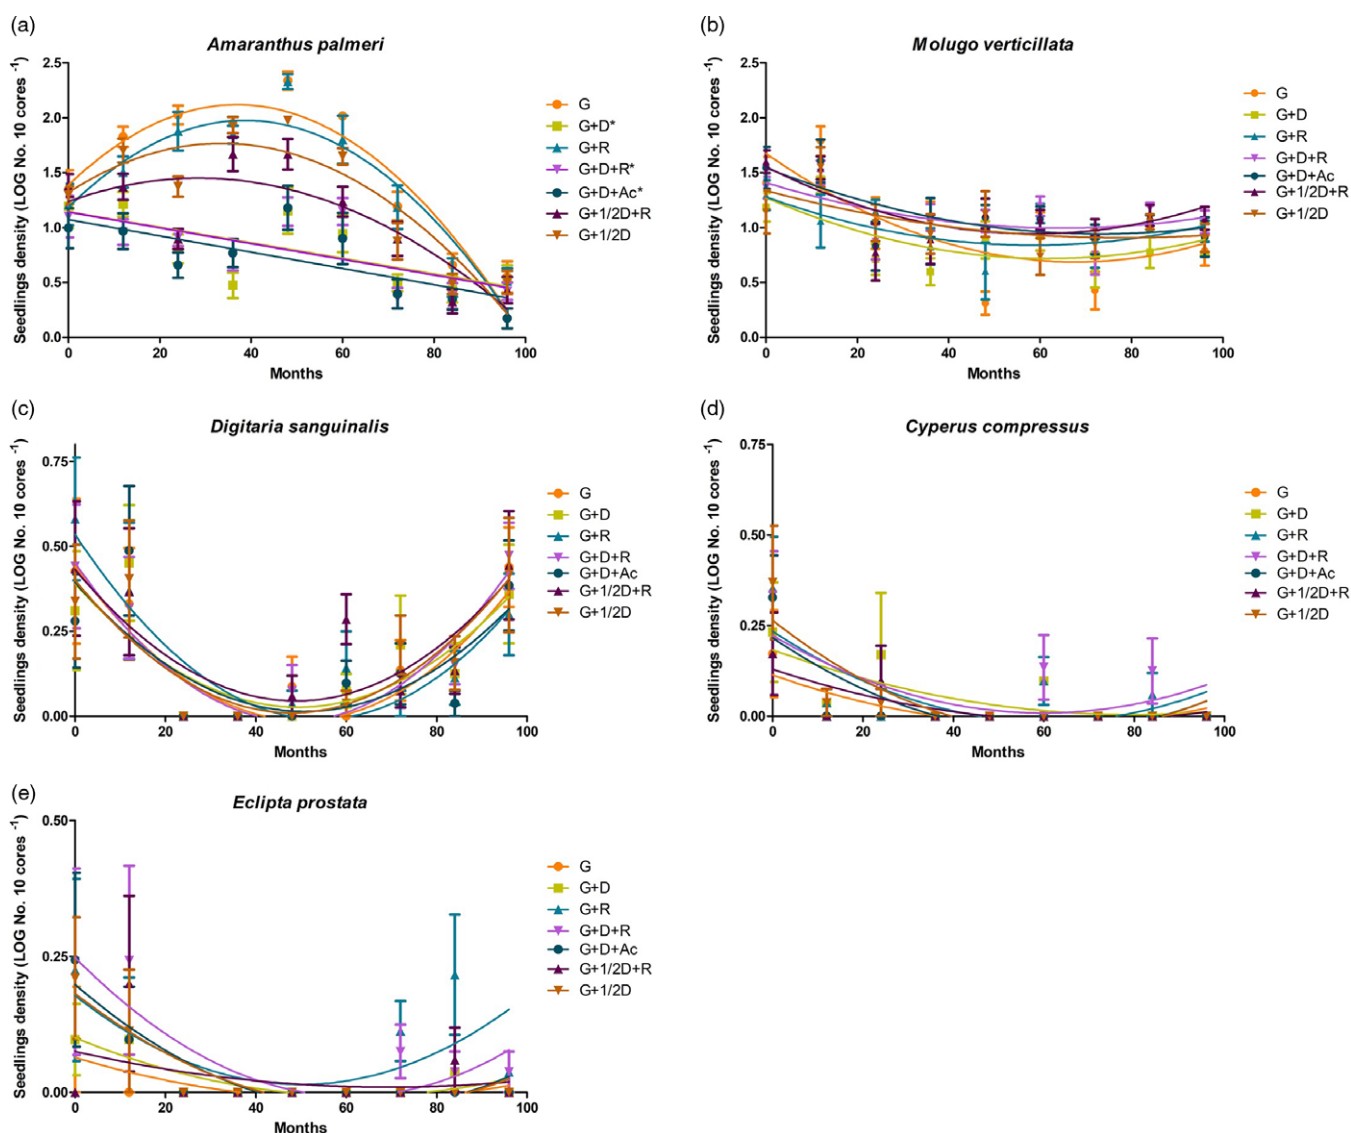 (a)
Amaranthus palmeri
Seedlings density (LOG No. 10 cores -1)
2.5
2.0
1.5
1.0
0.5
0.0
0 20 40 60 80 100
Months
G
G+D*
G+R
G+D+R*
G+D+Ac*
G+1/2D+R
G+1/2D
(b)
Molugo verticillata
Seedlings density (LOG No. 10 cores -1)
2.5
2.0
1.5
1.0
0.5
0.0
0 20 40 60 80 100
Months
G
G+D
G+R
G+D+R
G+D+Ac
G+1/2D+R
G+1/2D
(c)
Digitaria sanguinalis
Seedlings density (LOG No. 10 cores -1)
0.75
0.50
0.25
0.00
0 20 40 60 80 100
Months
G
G+D
G+R
G+D+R
G+D+Ac
G+1/2D+R
G+1/2D
(d)
Cyperus compressus
Seedlings density (LOG No. 10 cores -1)
0.75
0.50
0.25
0.00
0 20 40 60 80 100
Months
G
G+D
G+R
G+D+R
G+D+Ac
G+1/2D+R
G+1/2D
(e)
Eclipta prostata
Seedlings density (LOG No. 10 cores -1)
0.50
0.25
0.00
0 20 40 60 80 100
Months
G
G+D
G+R
G+D+R
G+D+Ac
G+1/2D+R
G+1/2D